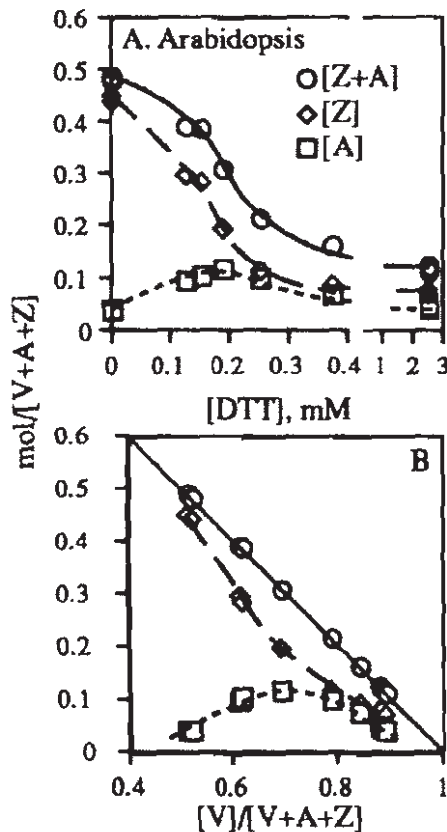 A. Arabidopsis
[Z+A]
[Z]
[A]
0.6
0.5
0.4
0.3
0.2
0.1
0
0 0.1 0.2 0.3 0.4 1 2 3
[DTT], mM
mol/[V+A+Z]
B
0.6
0.5
0.4
0.3
0.2
0.1
0
0.4 0.6 0.8 1
[V]/[V+A+Z]